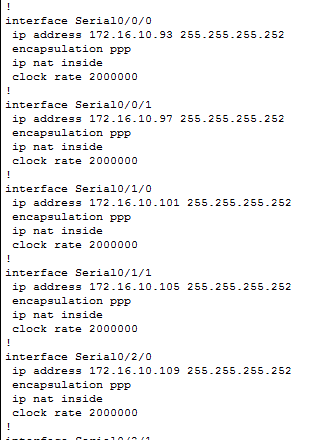 !
interface Serial0/0/0
 ip address 172.16.10.93 255.255.255.252
 encapsulation ppp
 ip nat inside
 clock rate 2000000
!
interface Serial0/0/1
 ip address 172.16.10.97 255.255.255.252
 encapsulation ppp
 ip nat inside
 clock rate 2000000
!
interface Serial0/1/0
 ip address 172.16.10.101 255.255.255.252
 encapsulation ppp
 ip nat inside
 clock rate 2000000
!
interface Serial0/1/1
 ip address 172.16.10.105 255.255.255.252
 encapsulation ppp
 ip nat inside
 clock rate 2000000
!
interface Serial0/2/0
 ip address 172.16.10.109 255.255.255.252
 encapsulation ppp
 ip nat inside
 clock rate 2000000
!
interface Serial0/2/1